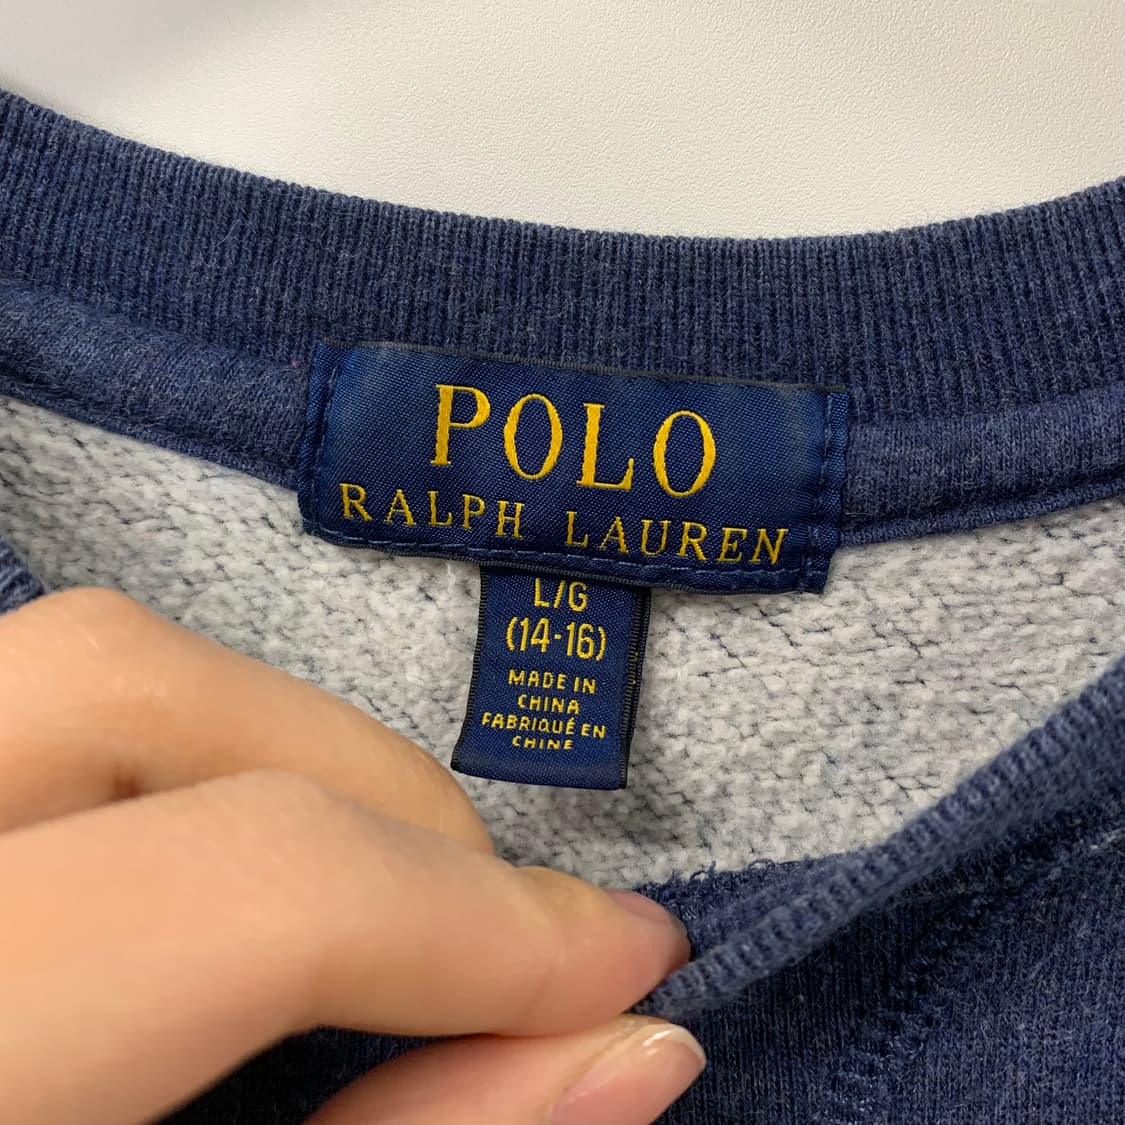 POLO
RALPH LAUREN
L/G
(14-16)
MADE IN
CHINA
FABRIQUÉ EN
CHINE